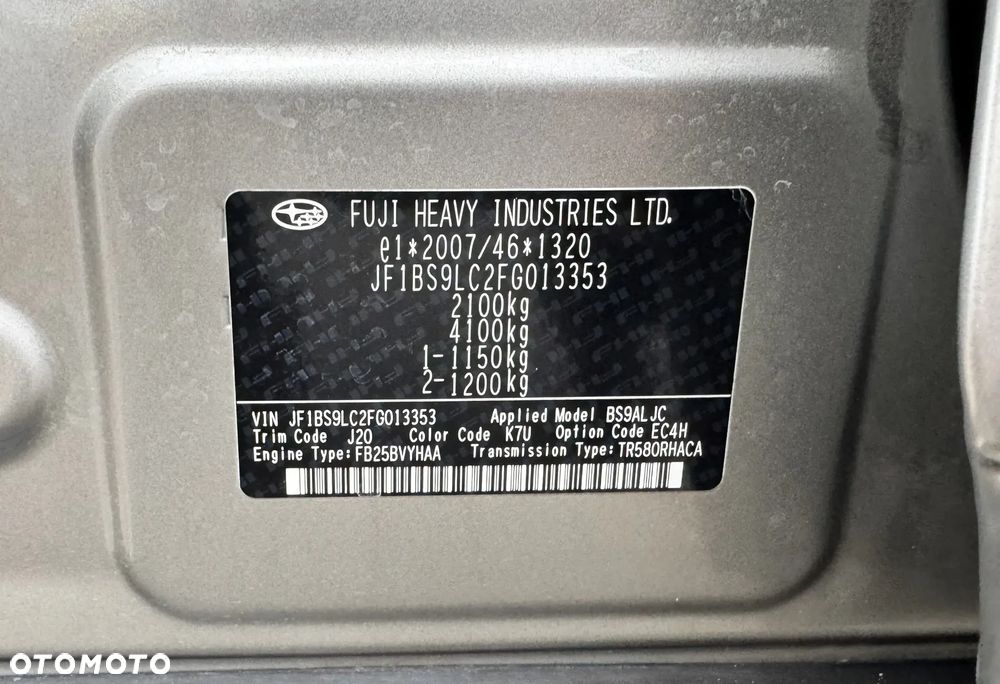 FUJI HEAVY INDUSTRIES LTD.
e1*2007/46*1320
JF1BS9LC2FG013353
2100kg
4100kg
1-1150kg
2-1200kg
VIN JF1BS9LC2FG013353 Applied Model BS9ALJC
Trim Code J20 Color Code K7U Option Code EC4H
Engine Type:FB25BVYHAA Transmission Type:TR580RHACA
OTOMOTO